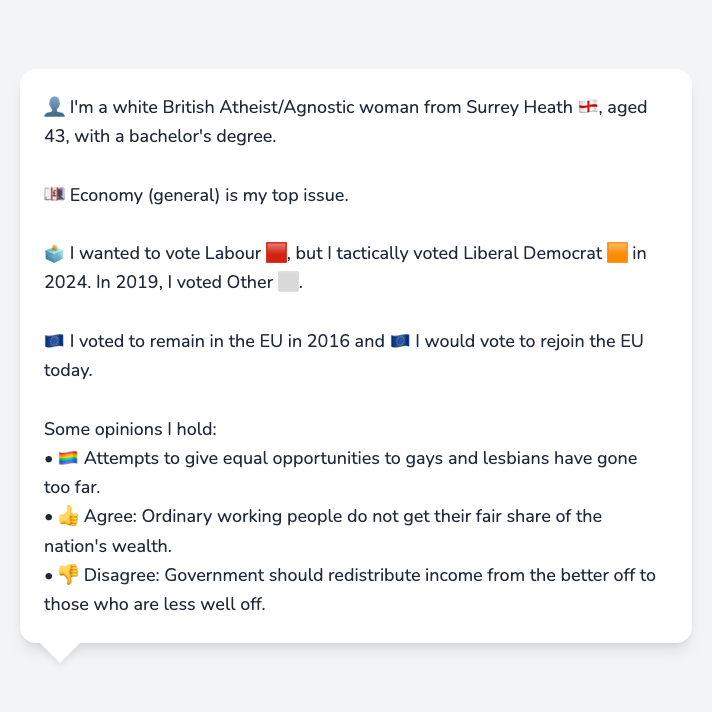 👤 I'm a white British Atheist/Agnostic woman from Surrey Heath 🏴󠁧󠁢󠁥󠁮󠁧󠁿, aged
43, with a bachelor's degree.
💷 Economy (general) is my top issue.
🗳️ I wanted to vote Labour 🟥, but I tactically voted Liberal Democrat 🟧 in
2024. In 2019, I voted Other ⬜.
🇪🇺 I voted to remain in the EU in 2016 and 🇪🇺 I would vote to rejoin the EU
today.
Some opinions I hold:
• 🏳️‍🌈 Attempts to give equal opportunities to gays and lesbians have gone
too far.
• 👍 Agree: Ordinary working people do not get their fair share of the
nation's wealth.
• 👎 Disagree: Government should redistribute income from the better off to
those who are less well off.